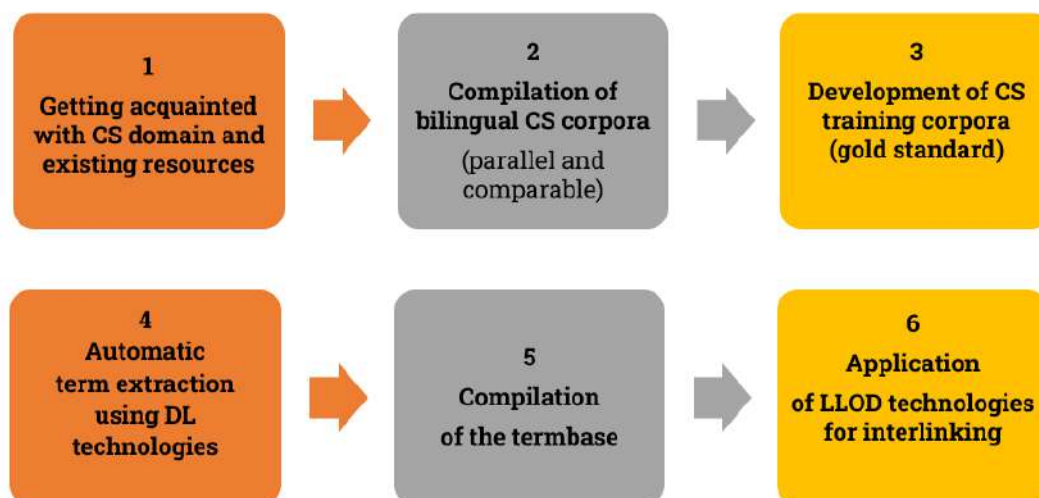 1
Getting acquainted
with CS domain and
existing resources
2
Compilation of
bilingual CS corpora
(parallel and
comparable)
3
Development of CS
training corpora
(gold standard)
4
Automatic
term extraction
using DL
technologies
5
Compilation
of the termbase
6
Application
of LLOD technologies
for interlinking